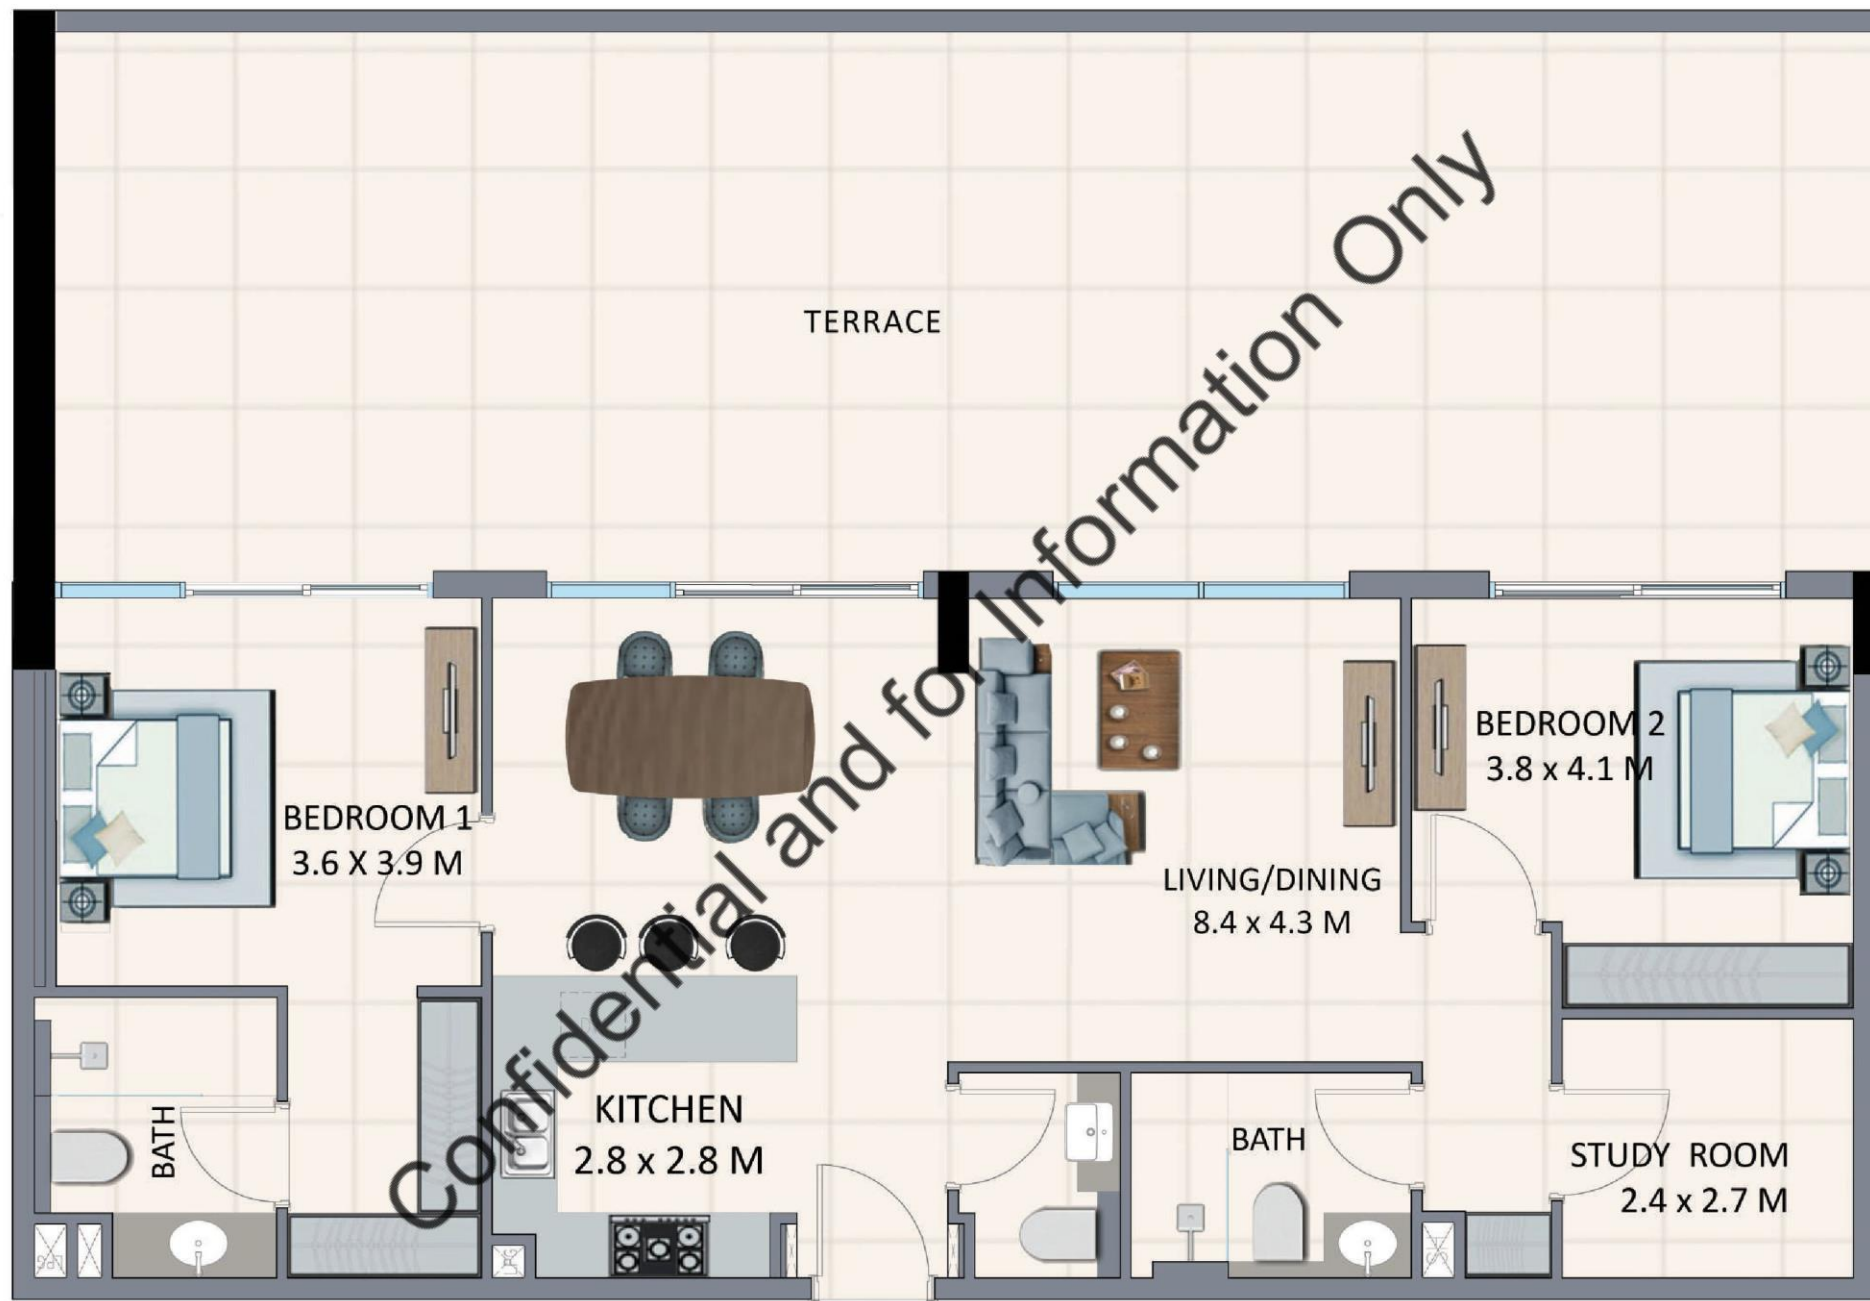 TERRACE
Confidential and for Information Only
BEDROOM 1
3.6 X 3.9 M
BEDROOM 2
3.8 x 4.1 M
LIVING/DINING
8.4 x 4.3 M
KITCHEN
2.8 x 2.8 M
BATH
BATH
STUDY ROOM
2.4 x 2.7 M